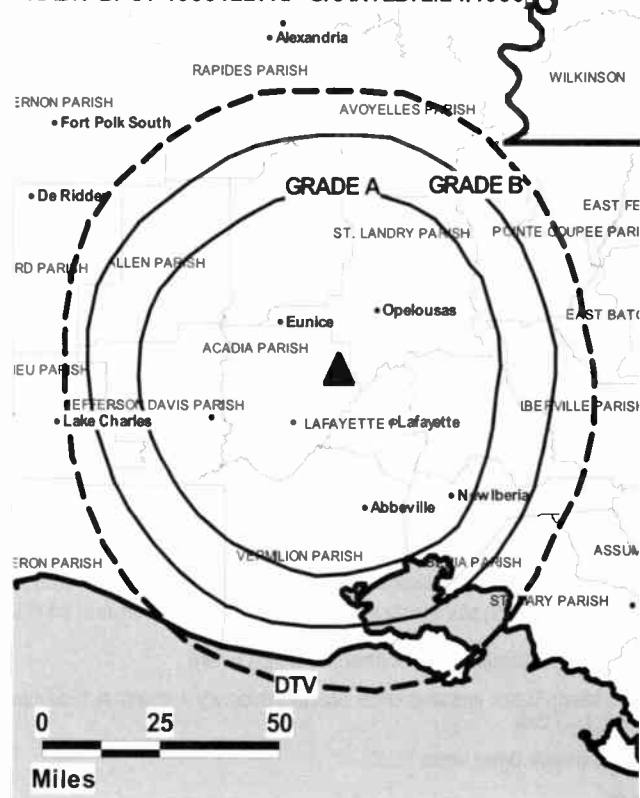 Alexandria
RAPIDES PARISH
WILKINSON
ERNON PARISH
AVOYELLES PARISH
Fort Polk South
De Ridder
GRADE A
GRADE B
EAST FE
ST. LANDRY PARISH
POINTE COUPEE PARI
ALLEN PARISH
RD PARISH
Opelousas
EAST BATO
Eunice
ACADIA PARISH
IEU PARISH
JEFFERSON DAVIS PARISH
IBERVILLE PARISH
Lake Charles
LAFAYETTE P
Lafayette
New Iberia
Abbeville
VERMILION PARISH
ERON PARISH
IBERIA PARISH
ASSUM
ST. MARY PARISH
DTV
0 25 50
Miles